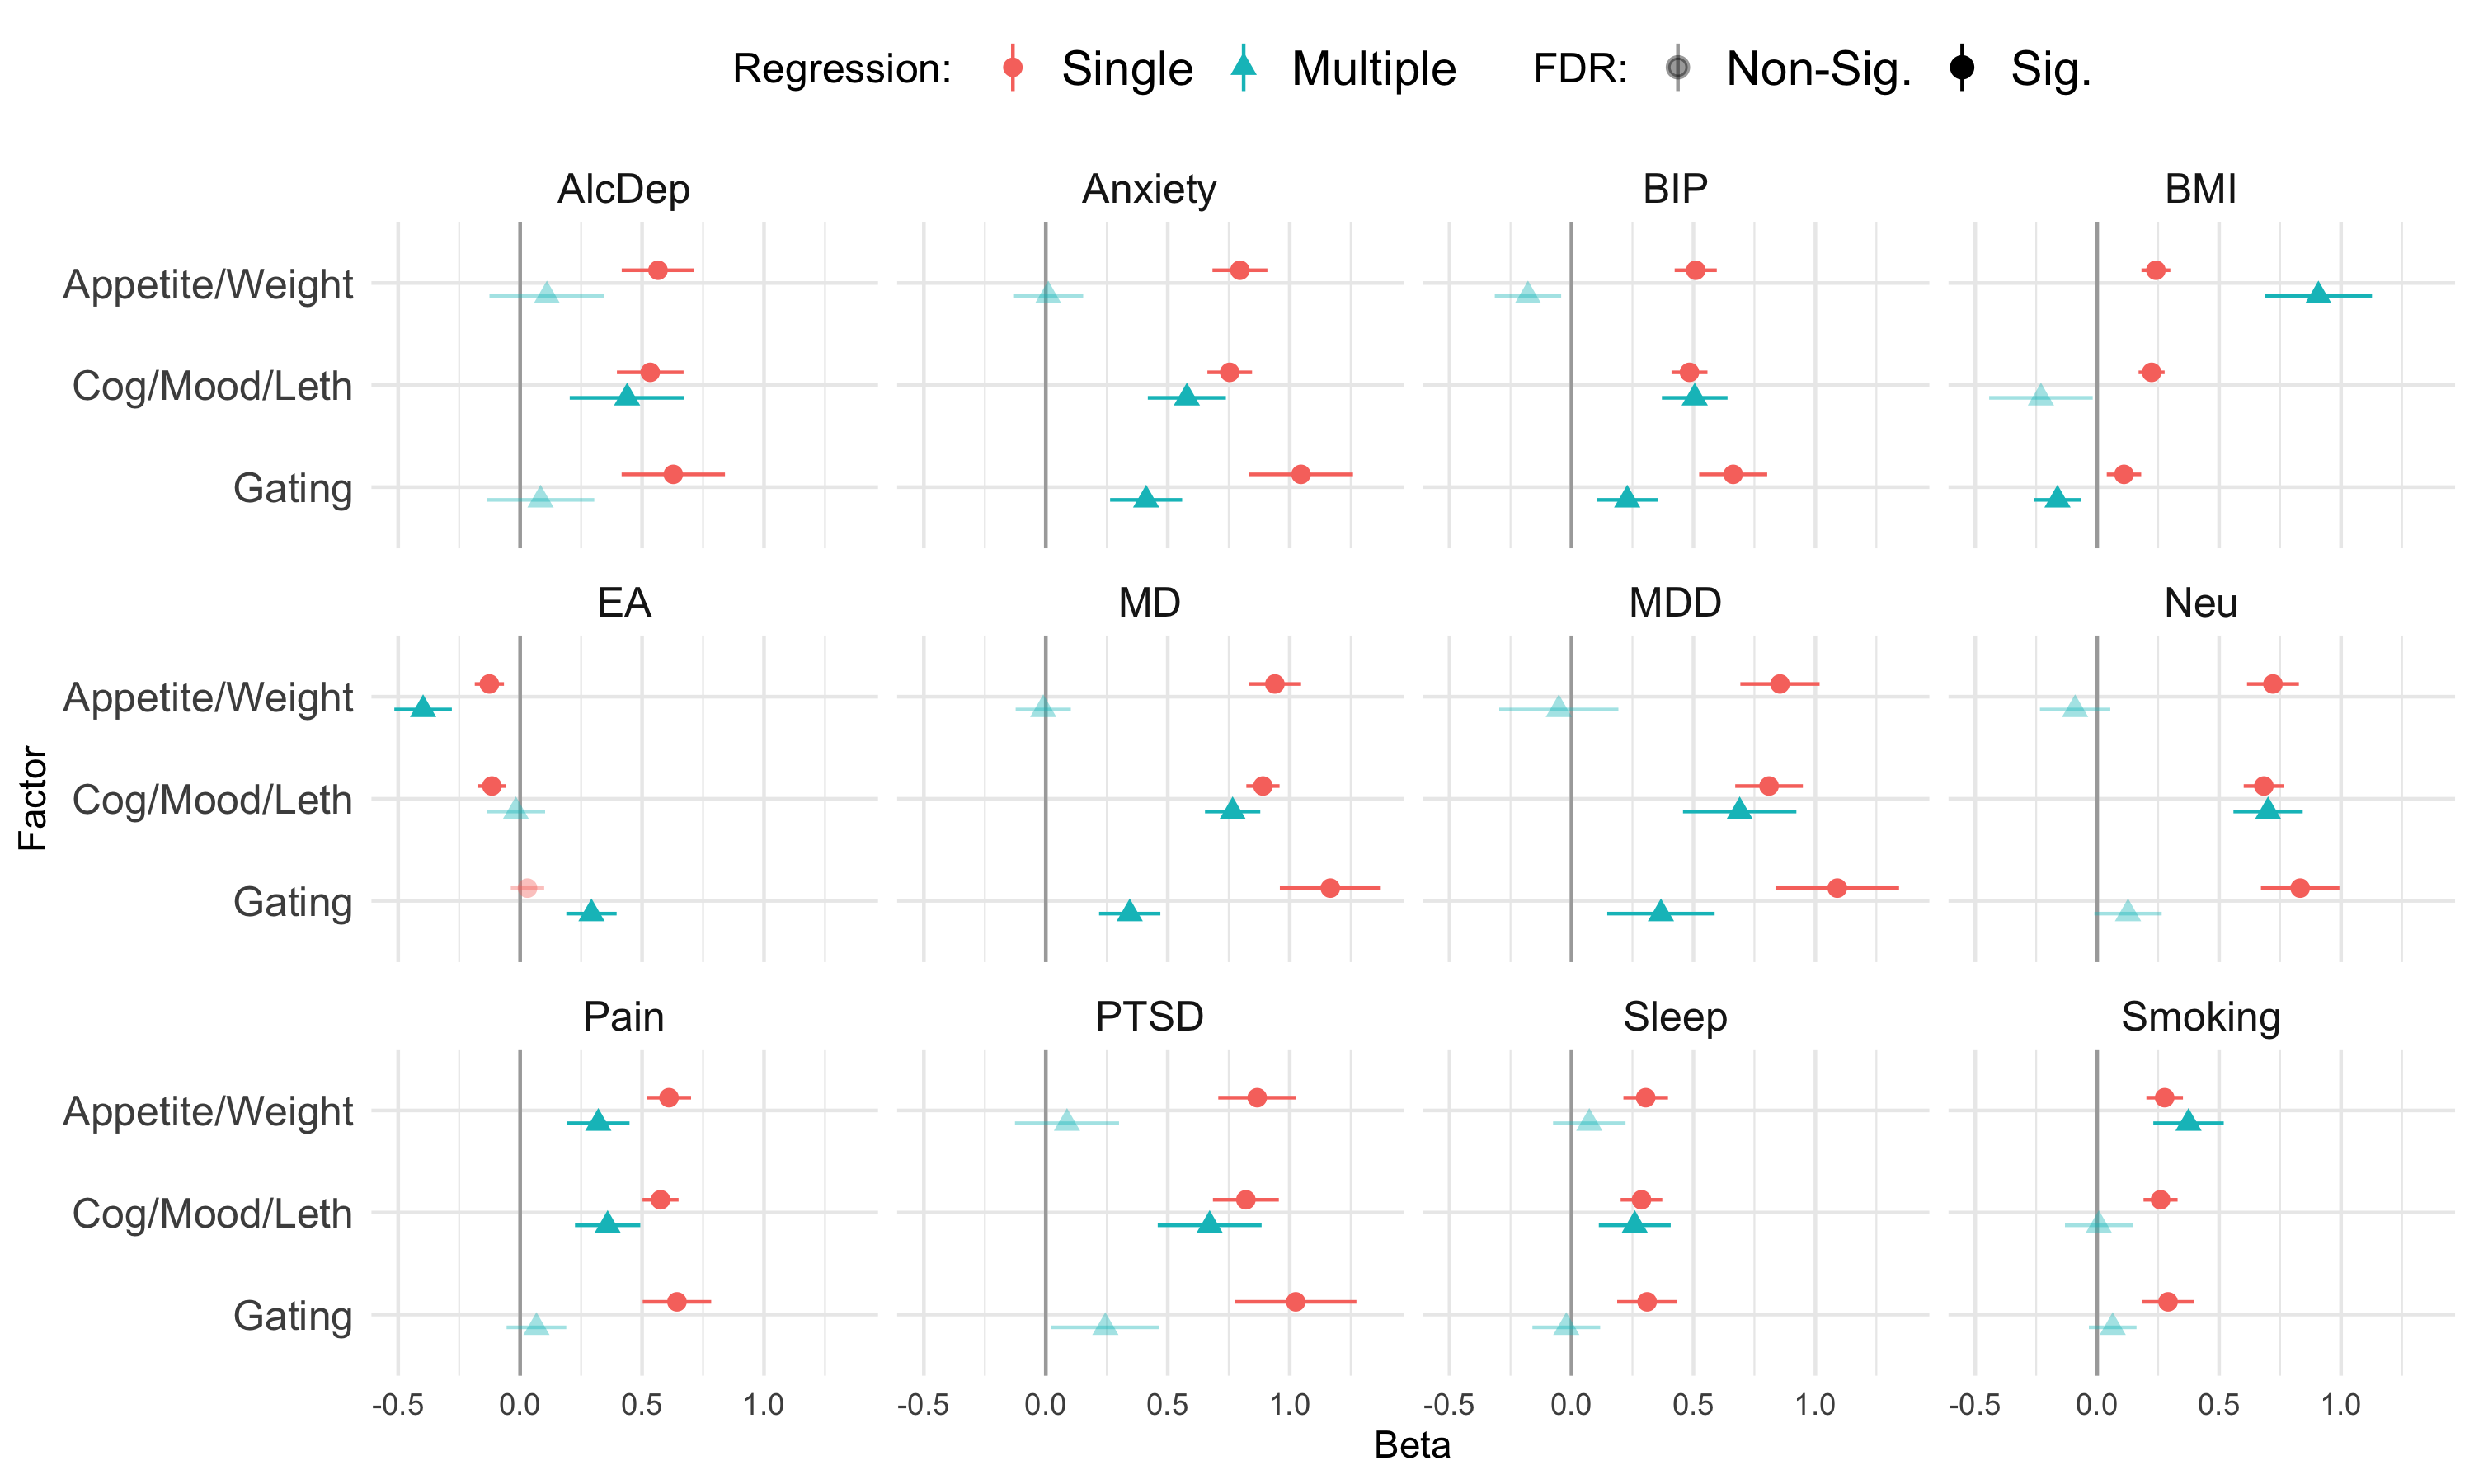 Regression: Single Multiple FDR: Non-Sig. Sig.
AlcDep Anxiety BIP BMI
Appetite/Weight
Cog/Mood/Leth
Gating
EA MD MDD Neu
Appetite/Weight
Cog/Mood/Leth
Gating
Factor
Pain PTSD Sleep Smoking
Appetite/Weight
Cog/Mood/Leth
Gating
-0.5 0.0 0.5 1.0 -0.5 0.0 0.5 1.0 -0.5 0.0 0.5 1.0 -0.5 0.0 0.5 1.0
Beta